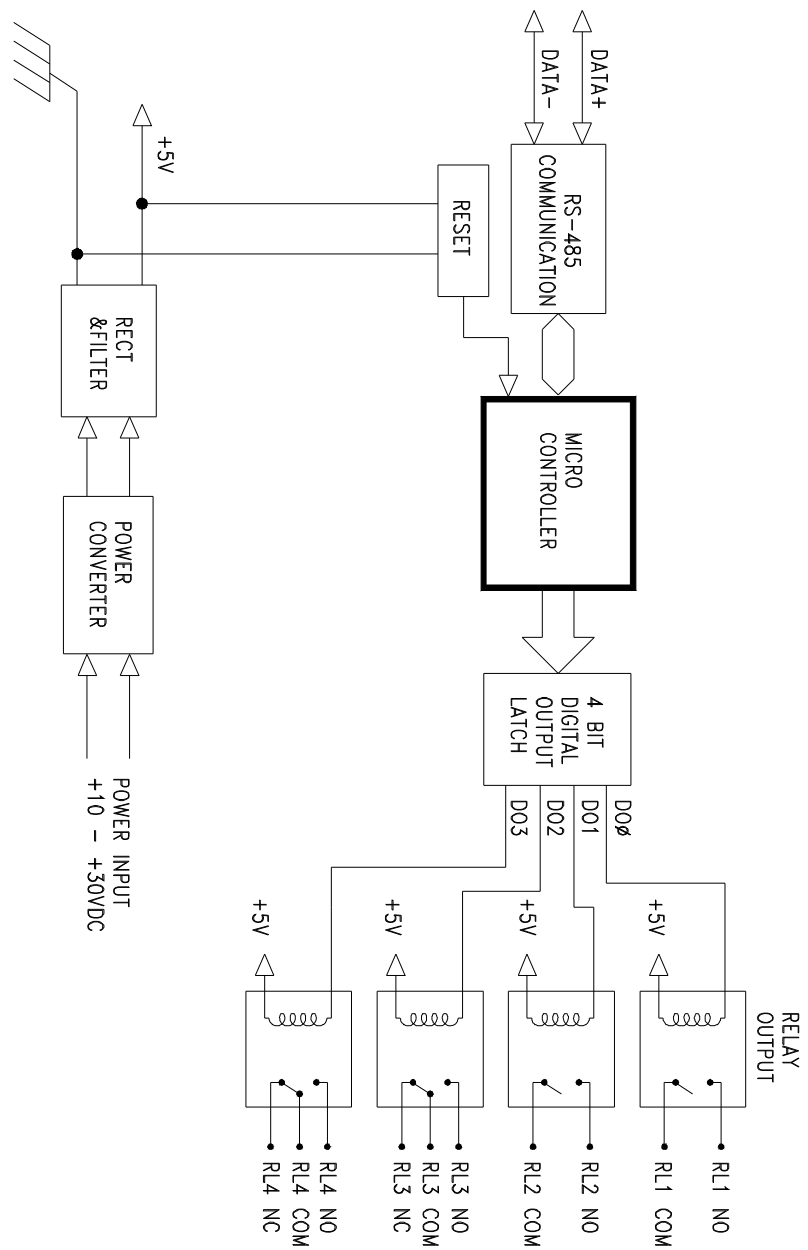 DATA+
DATA-
RS-485
COMMUNICATION
RESET
+5V
RECT
&FILTER
MICRO
CONTROLLER
POWER
CONVERTER
POWER INPUT
+10 - +30VDC
4 BIT
DIGITAL
OUTPUT
LATCH
DOØ
DO1
DO2
DO3
RELAY
OUTPUT
+5V
+5V
+5V
+5V
RL1 NO
RL1 COM
RL2 NO
RL2 COM
RL3 NO
RL3 COM
RL3 NC
RL4 NO
RL4 COM
RL4 NC